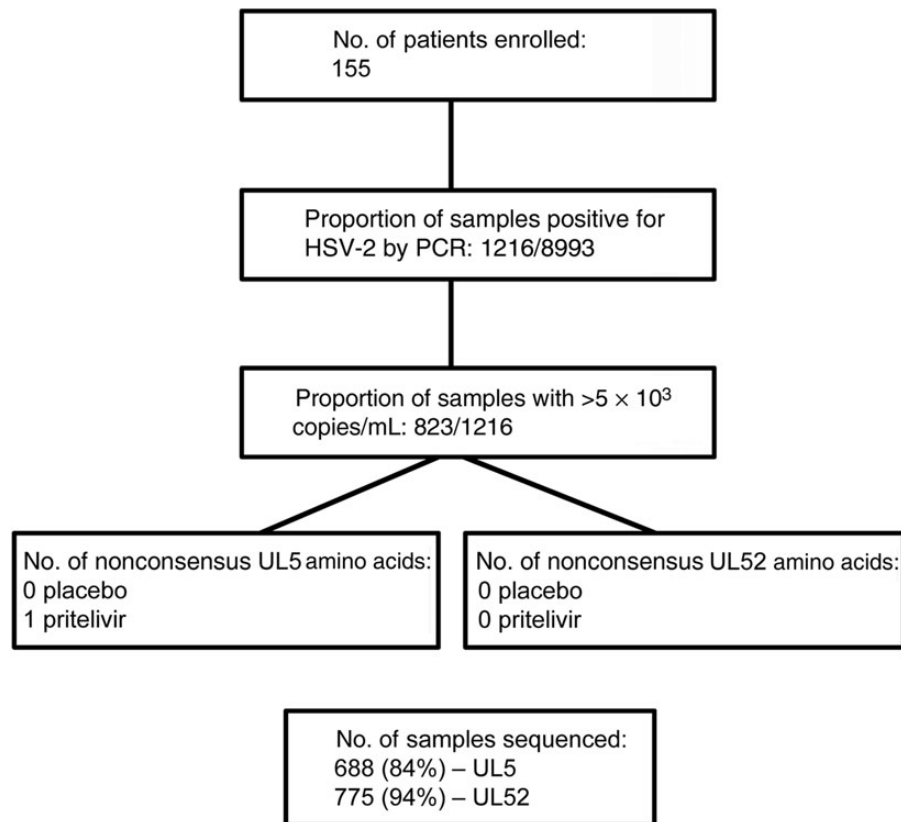 No. of patients enrolled:
155
Proportion of samples positive for
HSV-2 by PCR: 1216/8993
Proportion of samples with >5 × 10³
copies/mL: 823/1216
No. of nonconsensus UL5 amino acids:
0 placebo
1 pritelivir
No. of nonconsensus UL52 amino acids:
0 placebo
0 pritelivir
No. of samples sequenced:
688 (84%) – UL5
775 (94%) – UL52